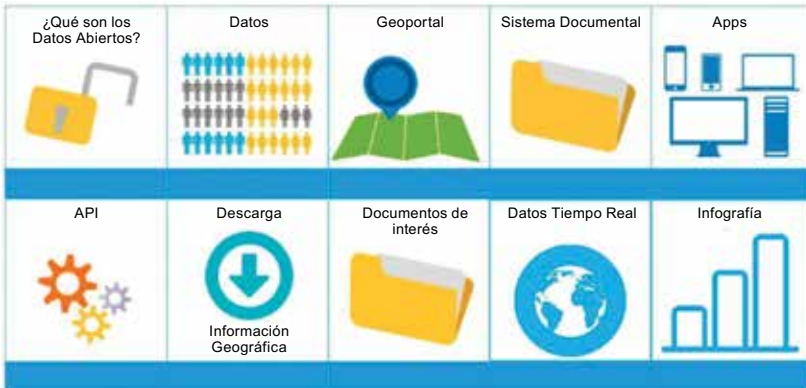 ¿Qué son los
Datos Abiertos?
Datos
Geoportal
Sistema Documental
Apps
API
Descarga
Información
Geográfica
Documentos de
interés
Datos Tiempo Real
Infografía